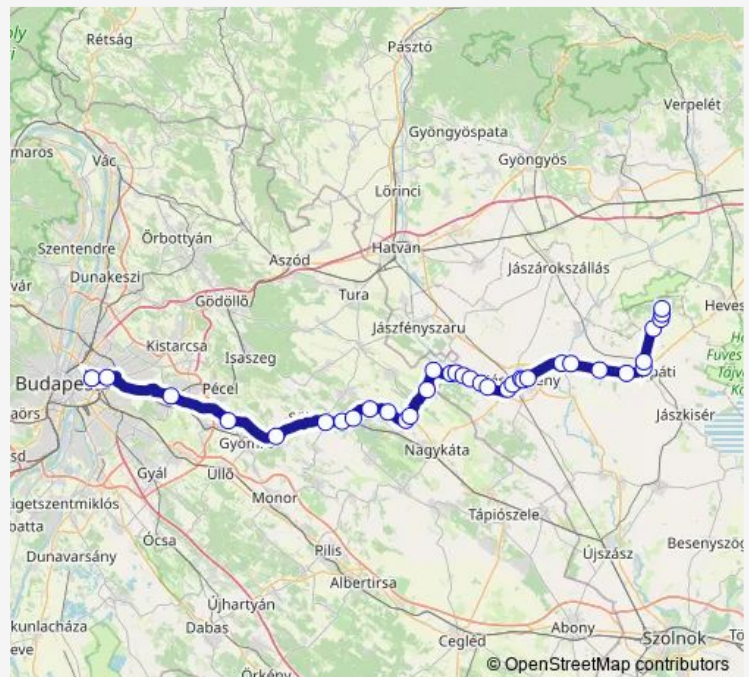 Rétság
Pásztó
Verpelét
Gyöngyöspata
Vác
Gyöngyös
Lőrinci
Szentendre
Őrbottyán
Hatvan
Aszód
Jászárokszállás
Dunakeszi
Gödöllő
Tura
Heves
Jászfényszaru
Kistarcsa
Isaszeg
Pécel
Budapes
Jászkisér
Nagykáta
Gyál
Üllő
Monor
Tápiószele
Ócsa
Pilis
Újszász
Besenyszög
Dunavarsány
Albertirsa
Újhartyán
Dabas
Cegléd
Abony
Szolnok
Örkény
© OpenStreetMap contributors